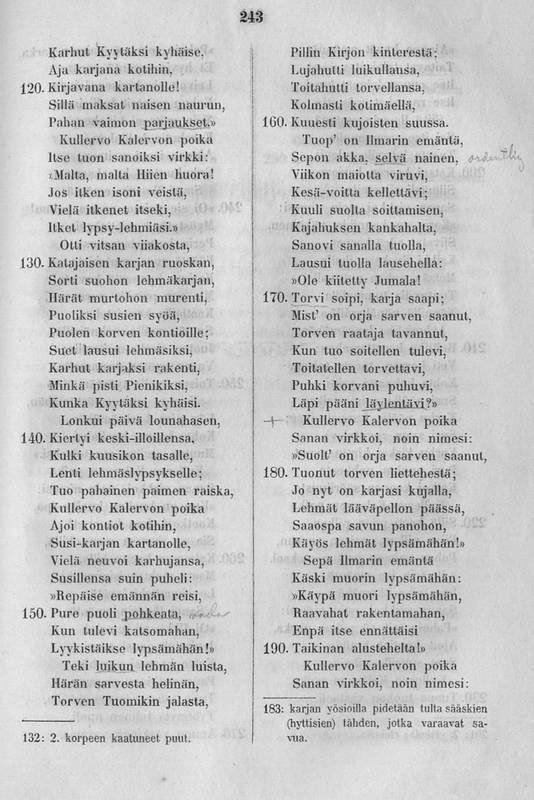 243
Karhut Kyytäksi kyhäise,
Aja karjana kotihin,
120. Kirjavana kartanolle!
Sillä maksat naisen naurun,
Pahan vaimon parjaukset.»
Kullervo Kalervon poika
Itse tuon sanoiksi virkki:
»Malta, malta Hiien huora!
Jos itken isoni veistä,
Vielä itkenet itseki,
Itket lypsy-lehmiäsi.»
Otti vitsan viiakosta,
130. Katajaisen karjan ruoskan,
Sorti suohon lehmäkarjan,
Härät murtohon murenti,
Puoliksi susien syöä,
Puolen korven kontioille;
Suet lausui lehmäsiksi,
Karhut karjaksi rakenti,
Minkä pisti Pienikiksi,
Kunka Kyytäksi kyhäisi.
Lonkui päivä lounahasen,
140. Kiertyi keski-illoillensa,
Kulki kuusikon tasalle,
Lenti lehmäslypsykselle;
Tuo pahainen paimen raiska,
Kullervo Kalervon poika
Ajoi kontiot kotihin,
Susi-karjan kartanolle,
Vielä neuvoi karhujansa,
Susillensa suin puheli:
»Repäise emännän reisi,
150. Pure puoli pohkeata,
Kun tulevi katsomahan,
Lyykistäikse lypsämähän!»
Teki luikun lehmän luista,
Härän sarvesta helinän,
Torven Tuomikin jalasta,
132: 2. korpeen kaatuneet puut.
Pillin Kirjon kinterestä;
Lujahutti luikullansa,
Toitahutti torvellansa,
Kolmasti kotimäellä,
160. Kuuesti kujoisten suussa.
Tuop' on Ilmarin emäntä,
Sepon akka, selvä nainen, ordentlig
Viikon maiotta viruvi,
Kesä-voitta kellettävi;
Kuuli suolta soittamisen,
Kajahuksen kankahalta,
Sanovi sanalla tuolla,
Lausui tuolla lausehella:
»Ole kiitetty Jumala!
170. Torvi soipi, karja saapi;
Mist' on orja sarven saanut,
Torven raataja tavannut,
Kun tuo soitellen tulevi,
Toitatellen torvettavi,
Puhki korvani puhuvi,
Läpi pääni läylentävi?»
Kullervo Kalervon poika
Sanan virkkoi, noin nimesi:
»Suolt' on orja sarven saanut,
180. Tuonut torven liettehestä;
Jo nyt on karjasi kujalla,
Lehmät lääväpellon päässä,
Saaospa savun panohon,
Käyös lehmät lypsämähän!»
Sepä Ilmarin emäntä
Käski muorin lypsämähän:
»Käypä muori lypsämähän,
Raavahat rakentamahan,
Enpä itse ennättäisi
190. Taikinan alustehelta!»
Kullervo Kalervon poika
Sanan virkkoi, noin nimesi:
183: karjan yösioilla pidetään tulta sääskien
(hyttisien) tähden, jotka varaavat sa-
vua.